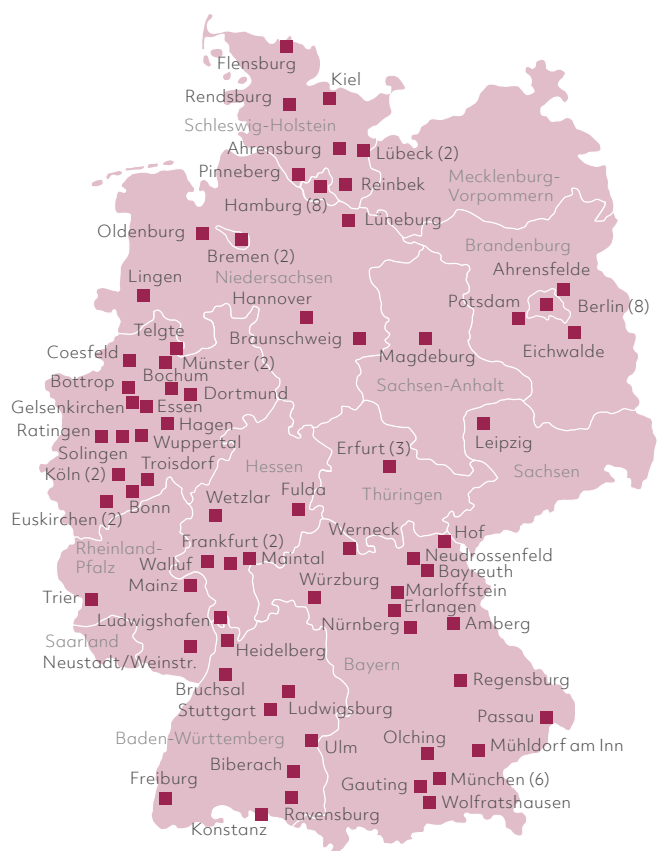 Flensburg
Kiel
Rendsburg
Schleswig-Holstein
Ahrensburg
Lübeck (2)
Pinneberg
Reinbek
Mecklenburg-
Vorpommern
Hamburg (8)
Lüneburg
Oldenburg
Bremen (2)
Brandenburg
Niedersachsen
Ahrensfelde
Lingen
Hannover
Potsdam
Berlin (8)
Telgte
Braunschweig
Magdeburg
Eichwalde
Coesfeld
Münster (2)
Bottrop
Bochum
Sachsen-Anhalt
Dortmund
Gelsenkirchen
Essen
Hagen
Ratingen
Wuppertal
Leipzig
Solingen
Erfurt (3)
Troisdorf
Hessen
Sachsen
Köln (2)
Thüringen
Wetzlar
Fulda
Bonn
Euskirchen (2)
Werneck
Hof
Frankfurt (2)
Rheinland-
Pfalz
Walluf
Maintal
Neudrossenfeld
Bayreuth
Mainz
Würzburg
Marloffstein
Trier
Erlangen
Ludwigshafen
Nürnberg
Amberg
Saarland
Heidelberg
Neustadt/Weinstr.
Bayern
Regensburg
Bruchsal
Stuttgart
Ludwigsburg
Passau
Baden-Württemberg
Ulm
Olching
Mühldorf am Inn
Biberach
Freiburg
Gauting
München (6)
Wolfratshausen
Ravensburg
Konstanz